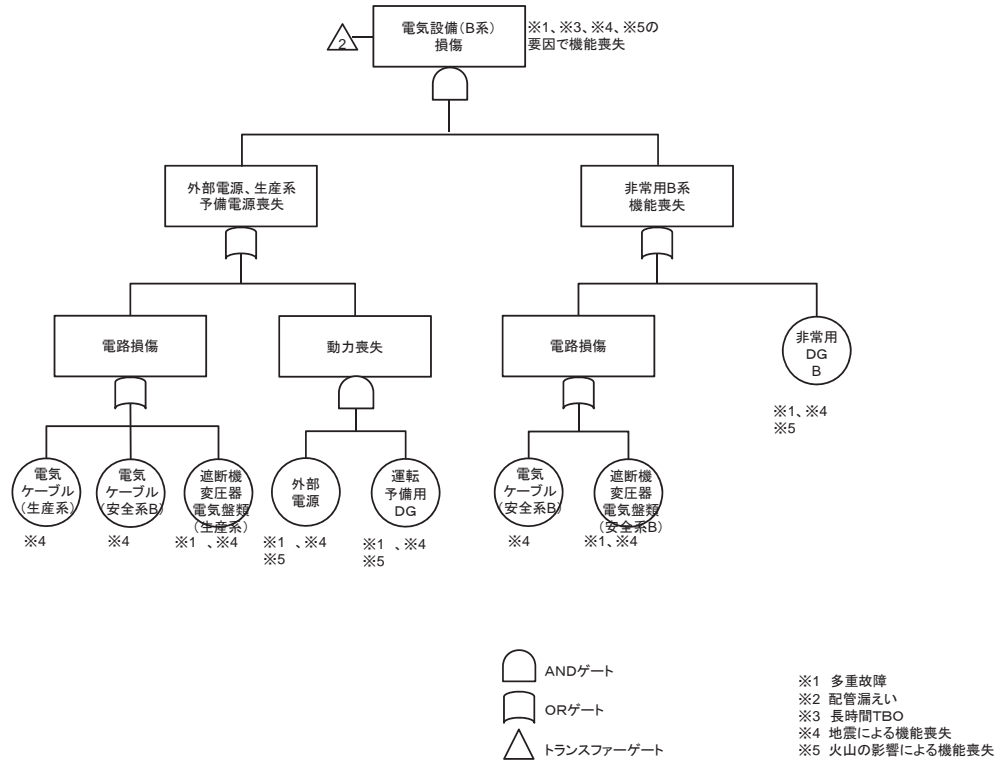 電気設備(B系)
損傷
※1、※3、※4、※5の
要因で機能喪失
2
外部電源、生産系
予備電源喪失
非常用B系
機能喪失
電路損傷
動力喪失
電路損傷
非常用
DG
B
※1、※4
※5
電気
ケーブル
(生産系)
※4
電気
ケーブル
(安全系B)
※4
遮断機
変圧器
電気盤類
(生産系)
※1 、※4
外部
電源
※1 、※4
※5
運転
予備用
DG
※1 、※4
※5
電気
ケーブル
(安全系B)
※4
遮断機
変圧器
電気盤類
(安全系B)
※1、※4
ANDゲート
ORゲート
トランスファーゲート
※1 多重故障
※2 配管漏えい
※3 長時間TBO
※4 地震による機能喪失
※5 火山の影響による機能喪失